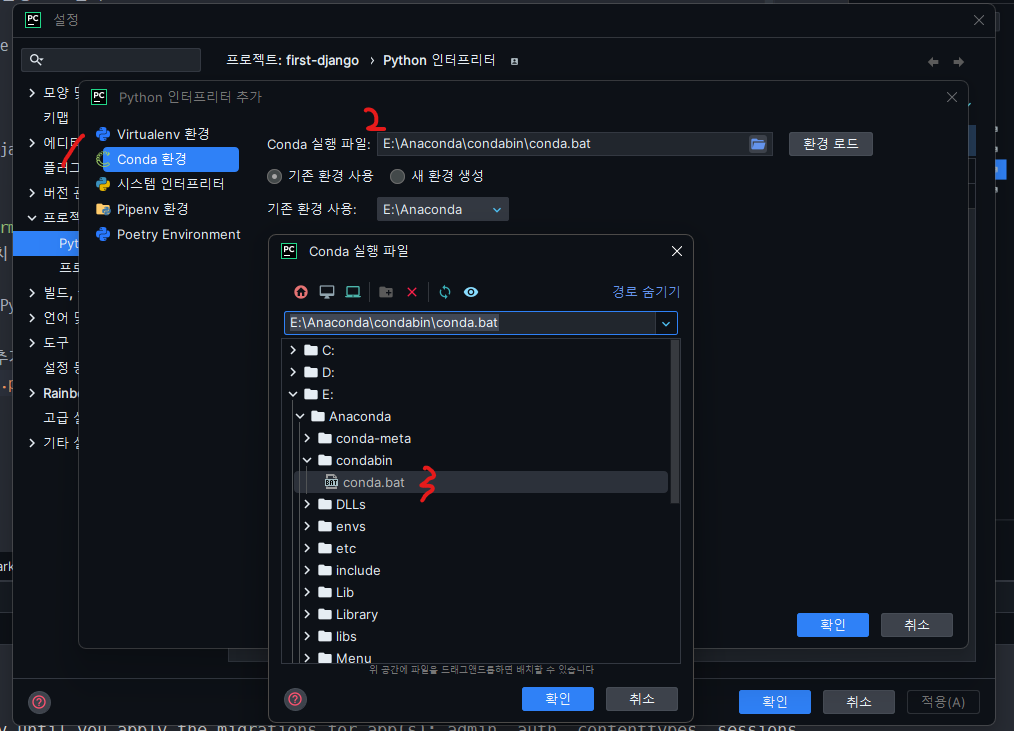 PC 설정
프로젝트: first-django › Python 인터프리터
모양 및
키맵
에디터
플러그
버전 관
프로젝
Pyt
프로
빌드,
언어 및
도구
설정 동
Rainb
고급 설
기타 설
PC Python 인터프리터 추가
1
Virtualenv 환경
Conda 환경
시스템 인터프리터
Pipenv 환경
Poetry Environment
2
Conda 실행 파일: E:\Anaconda\condabin\conda.bat 환경 로드
기존 환경 사용 새 환경 생성
기존 환경 사용: E:\Anaconda
PC Conda 실행 파일
경로 숨기기
E:\Anaconda\condabin\conda.bat
C:
D:
E:
Anaconda
conda-meta
condabin
BAT conda.bat 3
DLLs
envs
etc
include
Lib
Library
libs
Menu
위 공간에 파일을 드래그앤드롭하면 배치할 수 있습니다
? 확인 취소
확인 취소
? 확인 취소 적용(A)
y until you apply the migrations for app(s): admin, auth, contenttypes, sessions